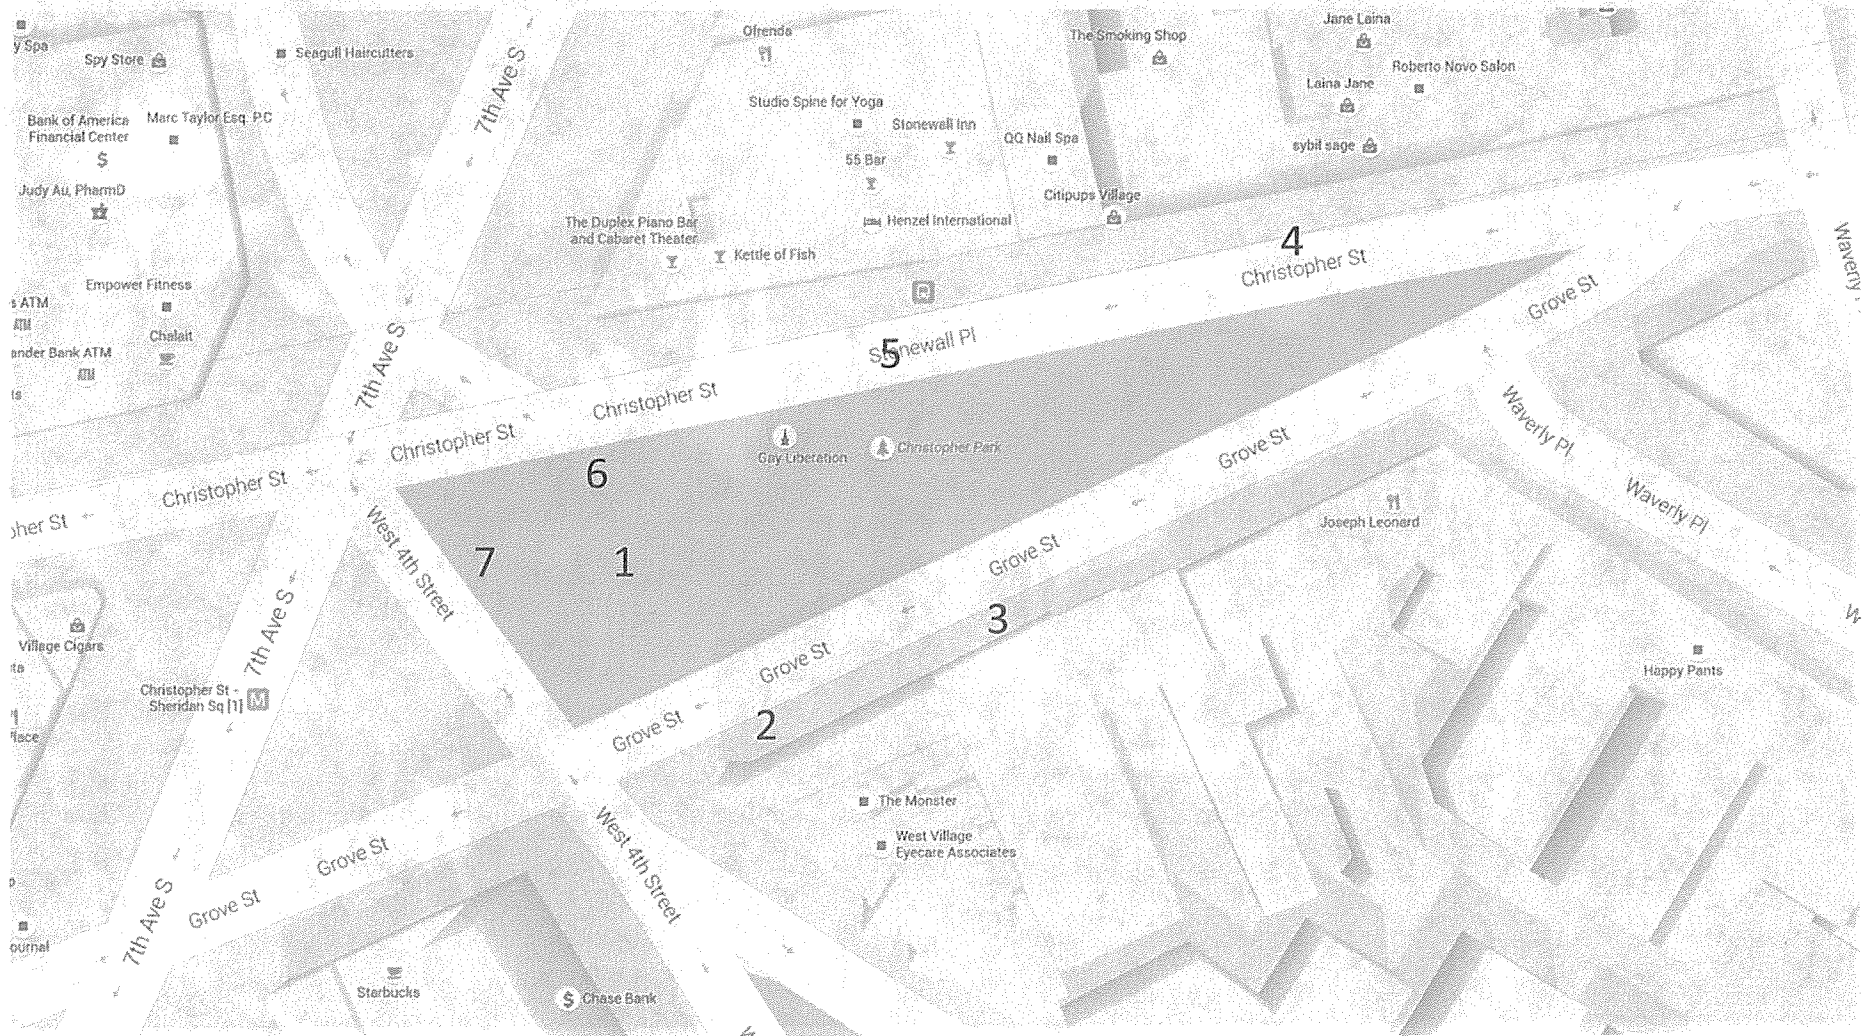 y Spa
Spy Store
Seagull Haircutters
7th Ave S
Ofrenda
The Smoking Shop
Jane Laina
Roberto Novo Salon
Laina Jane
Bank of America
Financial Center
Marc Taylor Esq. P.C
$
Studio Spine for Yoga
Stonewall Inn
QQ Nail Spa
sybil sage
55 Bar
Judy Au, PharmD
Citipups Village
The Duplex Piano Bar
and Cabaret Theater
Henzel International
Kettle of Fish
4
Christopher St
Waverly
Empower Fitness
s ATM
ATM
Chalait
ander Bank ATM
ATM
ts
7th Ave S
Stonewall Pl
5
Grove St
Christopher St
Christopher St
Christopher St
pher St
6
Gay Liberation
Christopher Park
Grove St
Waverly Pl
Waverly Pl
Joseph Leonard
West 4th Street
7
1
Grove St
3
Village Cigars
7th Ave S
Christopher St -
Sheridan Sq [1]
M
Grove St
Happy Pants
W
Grove St
2
lace
The Monster
West Village
Eyecare Associates
Grove St
West 4th Street
Grove St
7th Ave S
ournal
Starbucks
$ Chase Bank
W